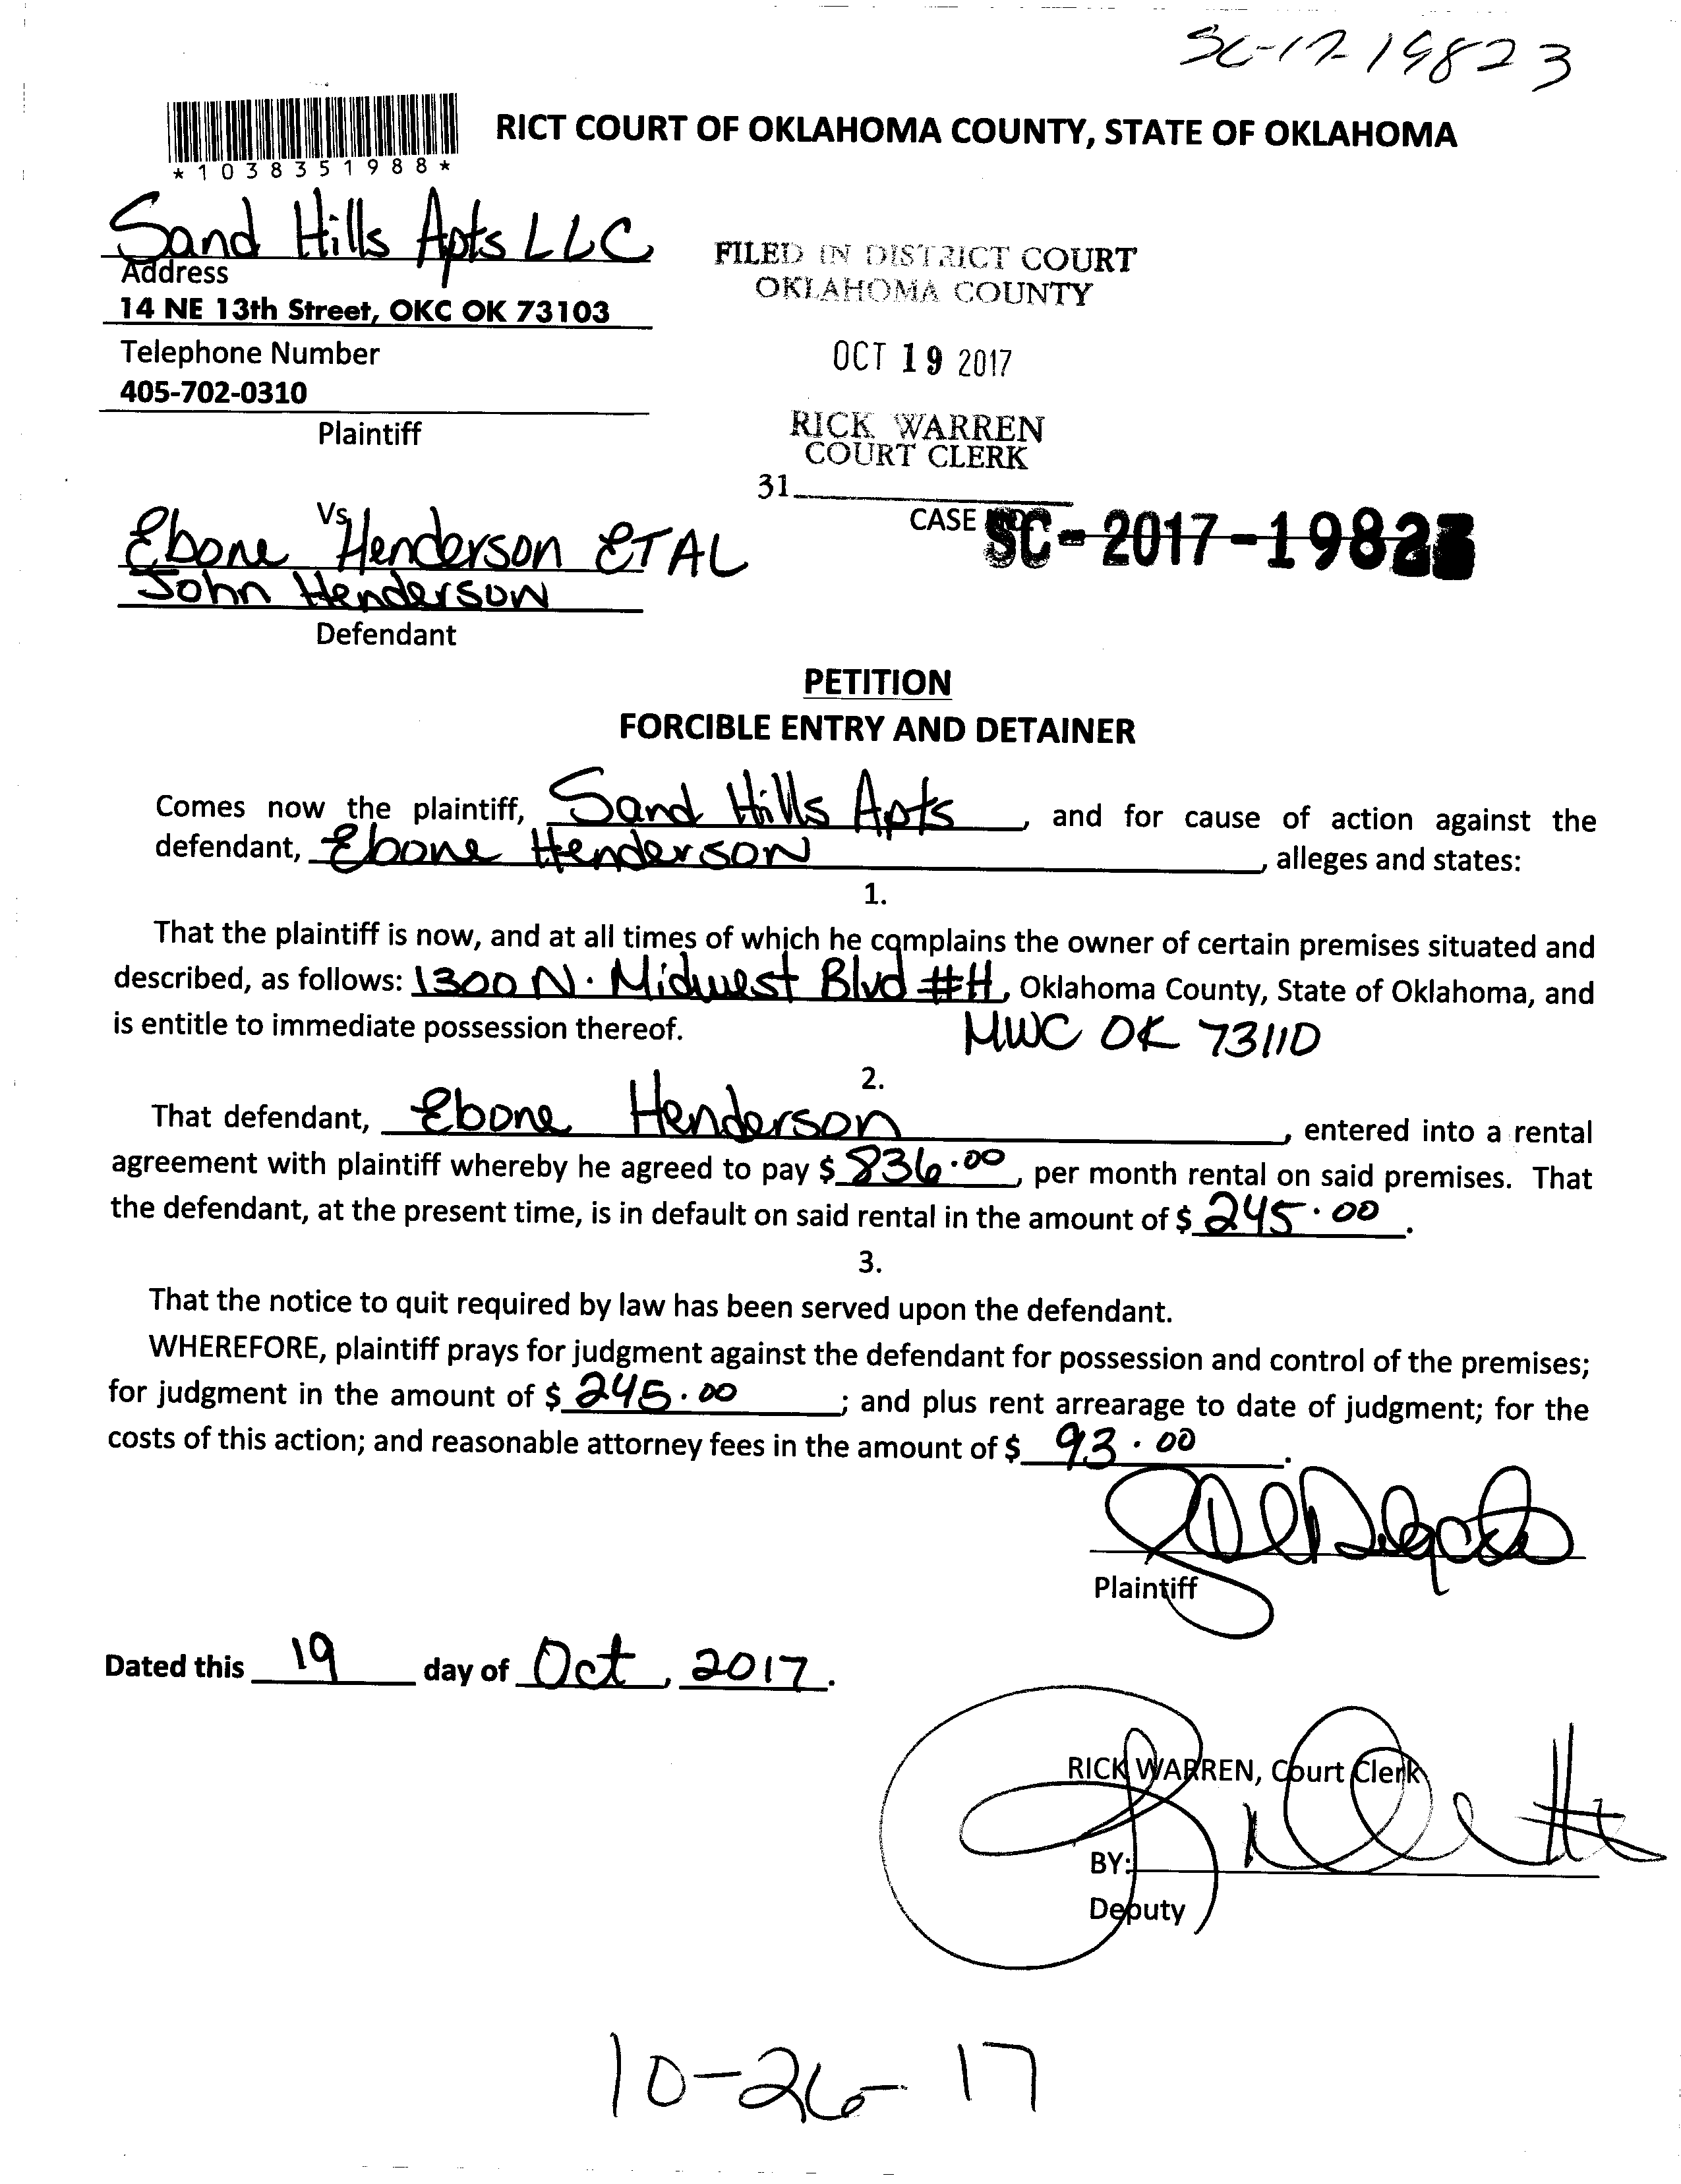 SC-17-19823
RICT COURT OF OKLAHOMA COUNTY, STATE OF OKLAHOMA
*1038351988*
Sand Hills Apts LLC
Address
14 NE 13th Street, OKC OK 73103
Telephone Number
405-702-0310
Plaintiff
FILED IN DISTRICT COURT
OKLAHOMA COUNTY
OCT 19 2017
RICK WARREN
COURT CLERK
31
Vs
Ebone Henderson ETAL
John Henderson
Defendant
CASE NO. SC-2017-19823
PETITION
FORCIBLE ENTRY AND DETAINER
Comes now the plaintiff, Sand Hills Apts, and for cause of action against the
defendant, Ebone Henderson, alleges and states:
1.
That the plaintiff is now, and at all times of which he complains the owner of certain premises situated and
described, as follows: 1300 N. Midwest Blvd #H, Oklahoma County, State of Oklahoma, and
is entitle to immediate possession thereof. MWC OK 73110
2.
That defendant, Ebone Henderson, entered into a rental
agreement with plaintiff whereby he agreed to pay $ 836.00, per month rental on said premises. That
the defendant, at the present time, is in default on said rental in the amount of $ 245.00.
3.
That the notice to quit required by law has been served upon the defendant.
WHEREFORE, plaintiff prays for judgment against the defendant for possession and control of the premises;
for judgment in the amount of $ 245.00; and plus rent arrearage to date of judgment; for the
costs of this action; and reasonable attorney fees in the amount of $ 93.00.
Plaintiff
Dated this 19 day of Oct, 2017.
RICK WARREN, Court Clerk
BY:
Deputy
10-26-17